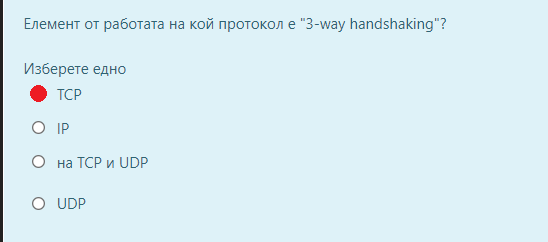 Елемент от работата на кой протокол е "3-way handshaking"?
Изберете едно
TCP
IP
на TCP и UDP
UDP